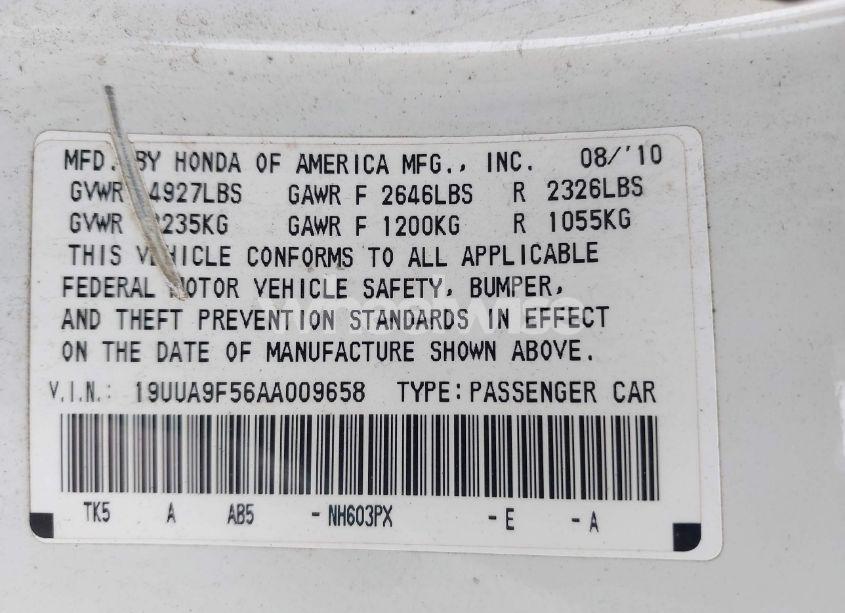 MFD. BY HONDA OF AMERICA MFG., INC. 08/'10
GVWR 4927LBS GAWR F 2646LBS R 2326LBS
GVWR 2235KG GAWR F 1200KG R 1055KG
THIS VEHICLE CONFORMS TO ALL APPLICABLE
FEDERAL MOTOR VEHICLE SAFETY, BUMPER,
AND THEFT PREVENTION STANDARDS IN EFFECT
ON THE DATE OF MANUFACTURE SHOWN ABOVE.
V.I.N.: 19UUA9F56AA009658 TYPE: PASSENGER CAR
TK5 A AB5 - NH603PX - E - A